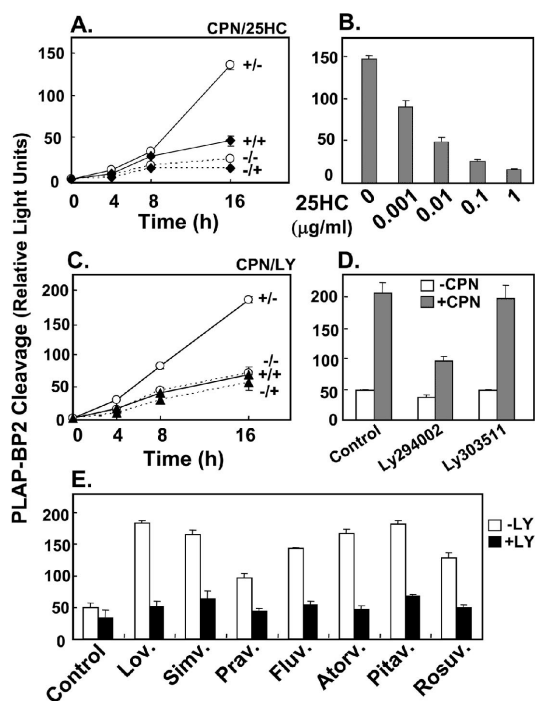 PLAP-BP2 Cleavage (Relative Light Units)
A.
CPN/25HC
150
100
50
0
+/-
+/+
-/-
-/+
0
4
8
16
Time (h)
B.
150
100
50
0
0
0.001
0.01
0.1
1
25HC
(µg/ml)
C.
CPN/LY
200
150
100
50
0
+/-
-/-
+/+
-/+
0
4
8
16
Time (h)
D.
-CPN
+CPN
200
150
100
50
0
Control
Ly294002
Ly303511
E.
-LY
+LY
200
150
100
50
0
Control
Lov.
Simv.
Prav.
Fluv.
Atorv.
Pitav.
Rosuv.